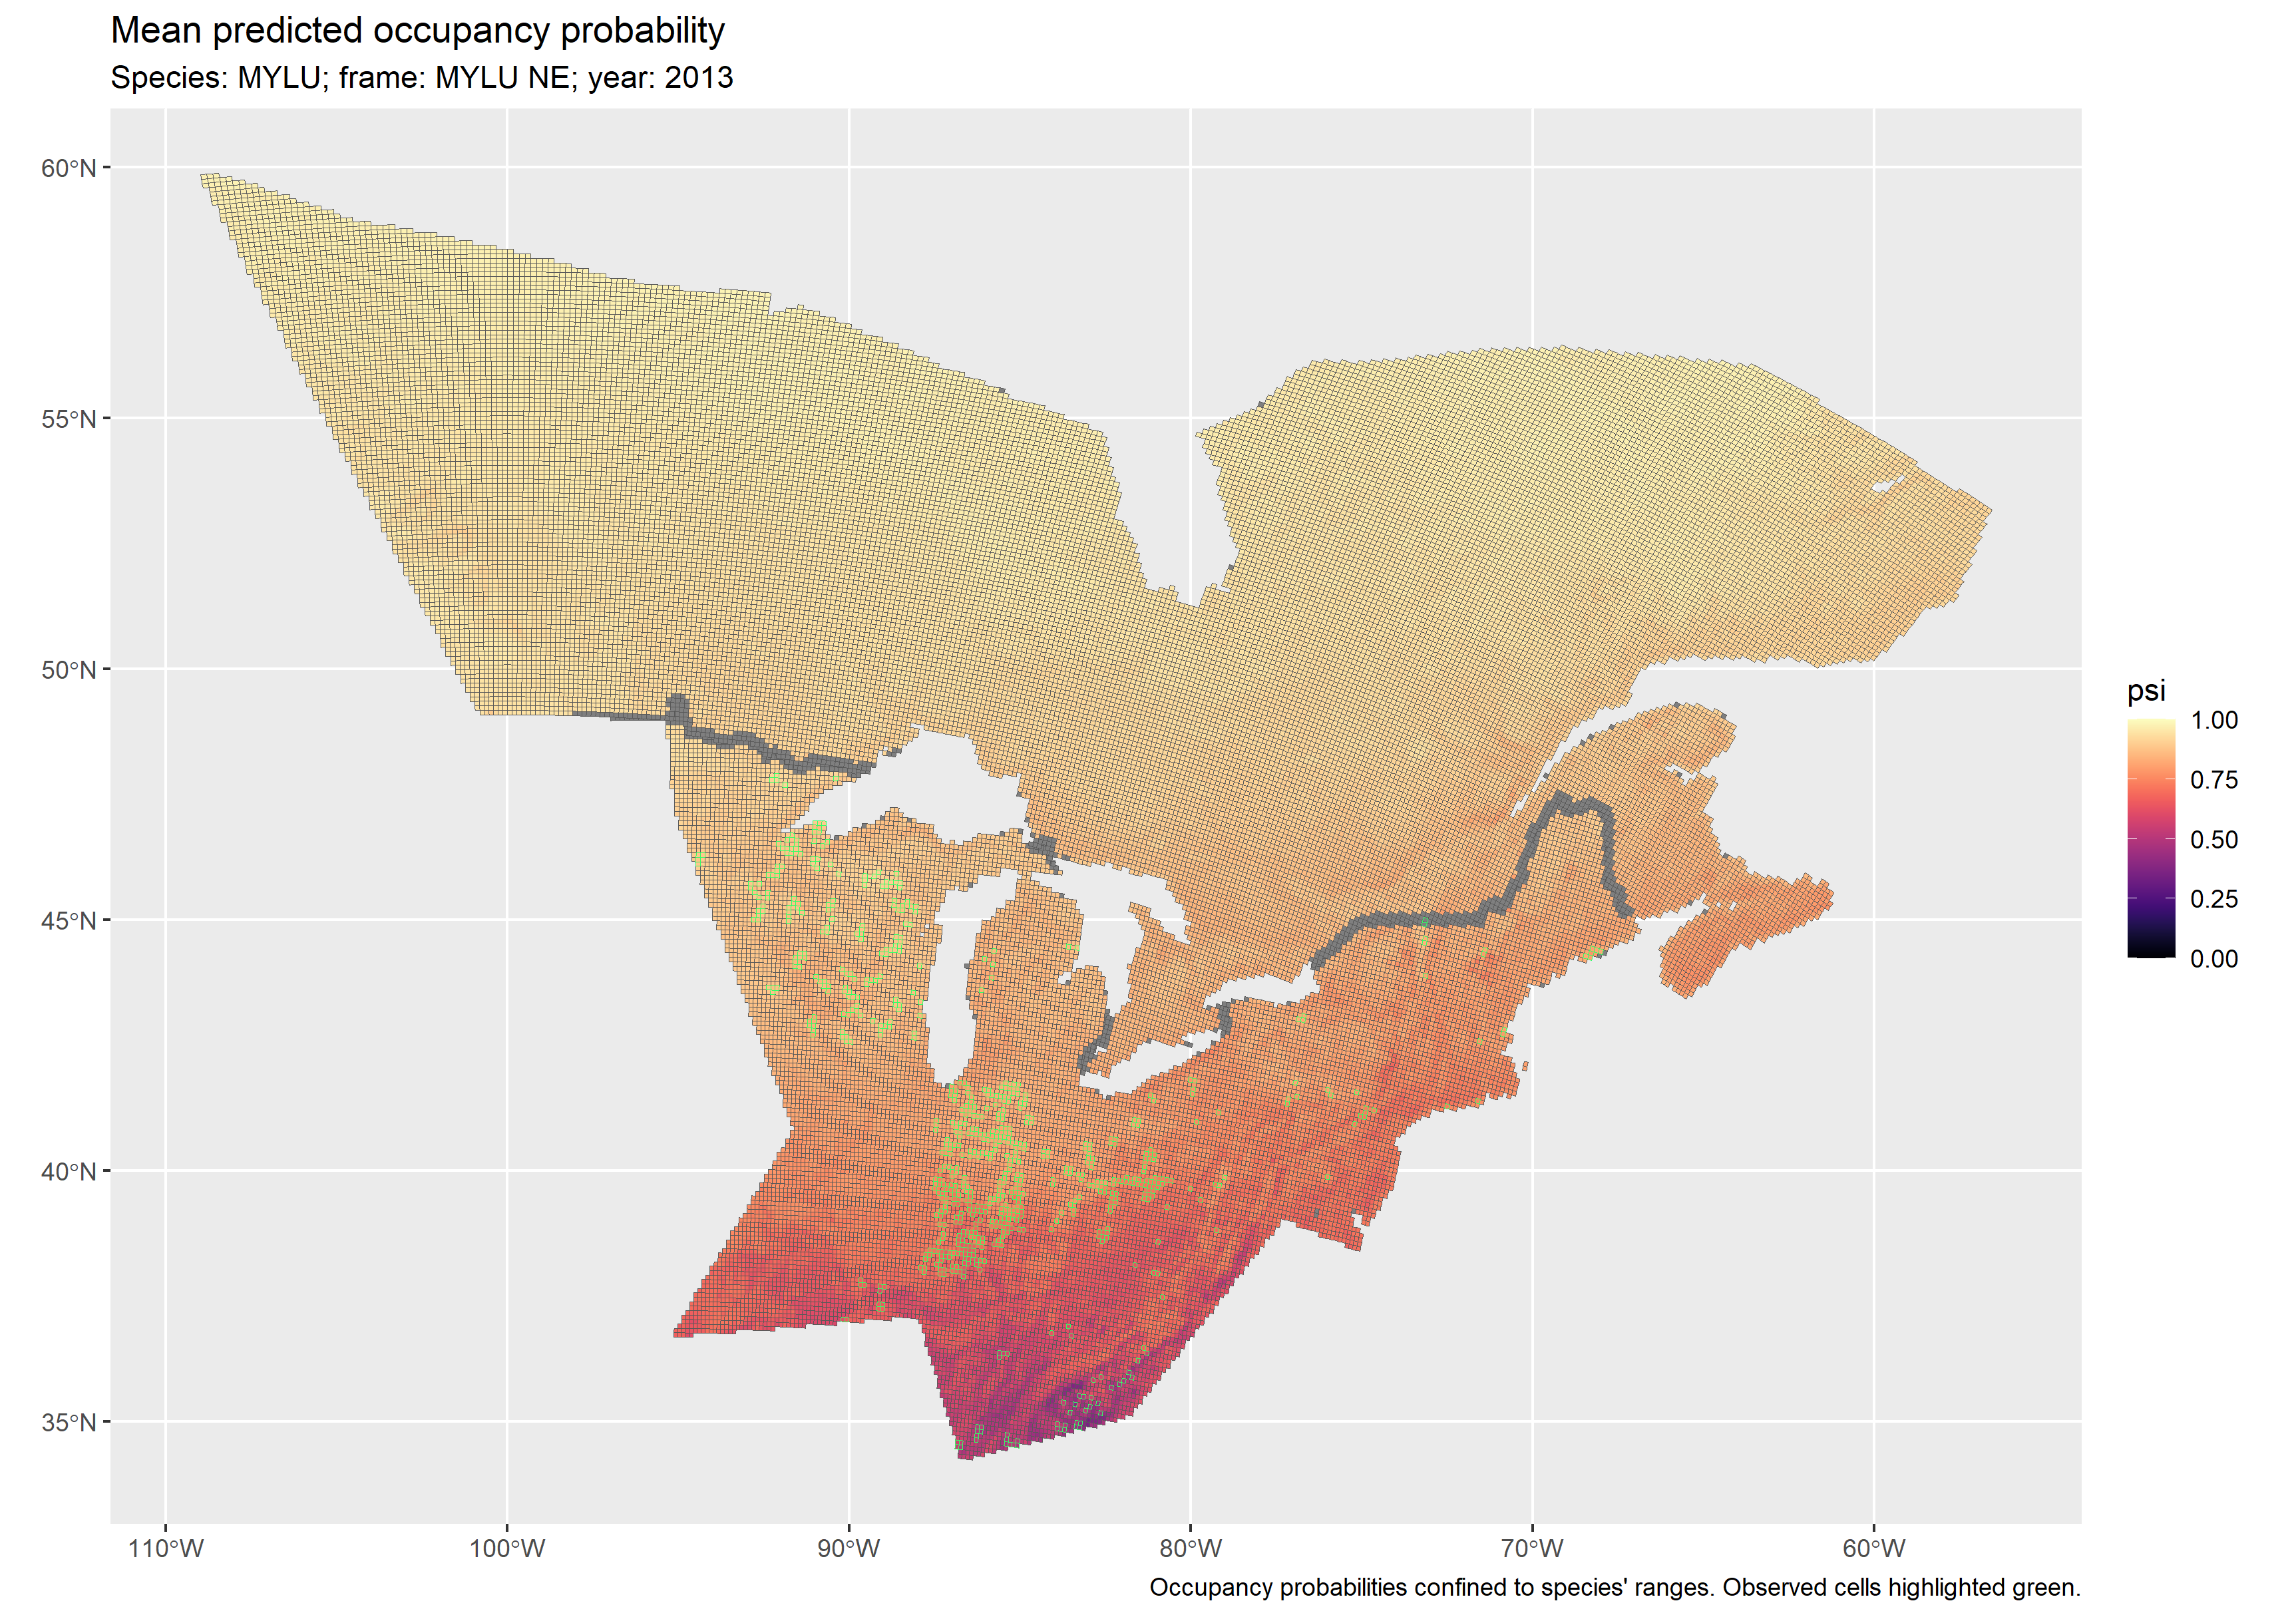 Mean predicted occupancy probability
Species: MYLU; frame: MYLU NE; year: 2013
60°N
55°N
50°N
45°N
40°N
35°N
110°W
100°W
90°W
80°W
70°W
60°W
psi
1.00
0.75
0.50
0.25
0.00
Occupancy probabilities confined to species' ranges. Observed cells highlighted green.